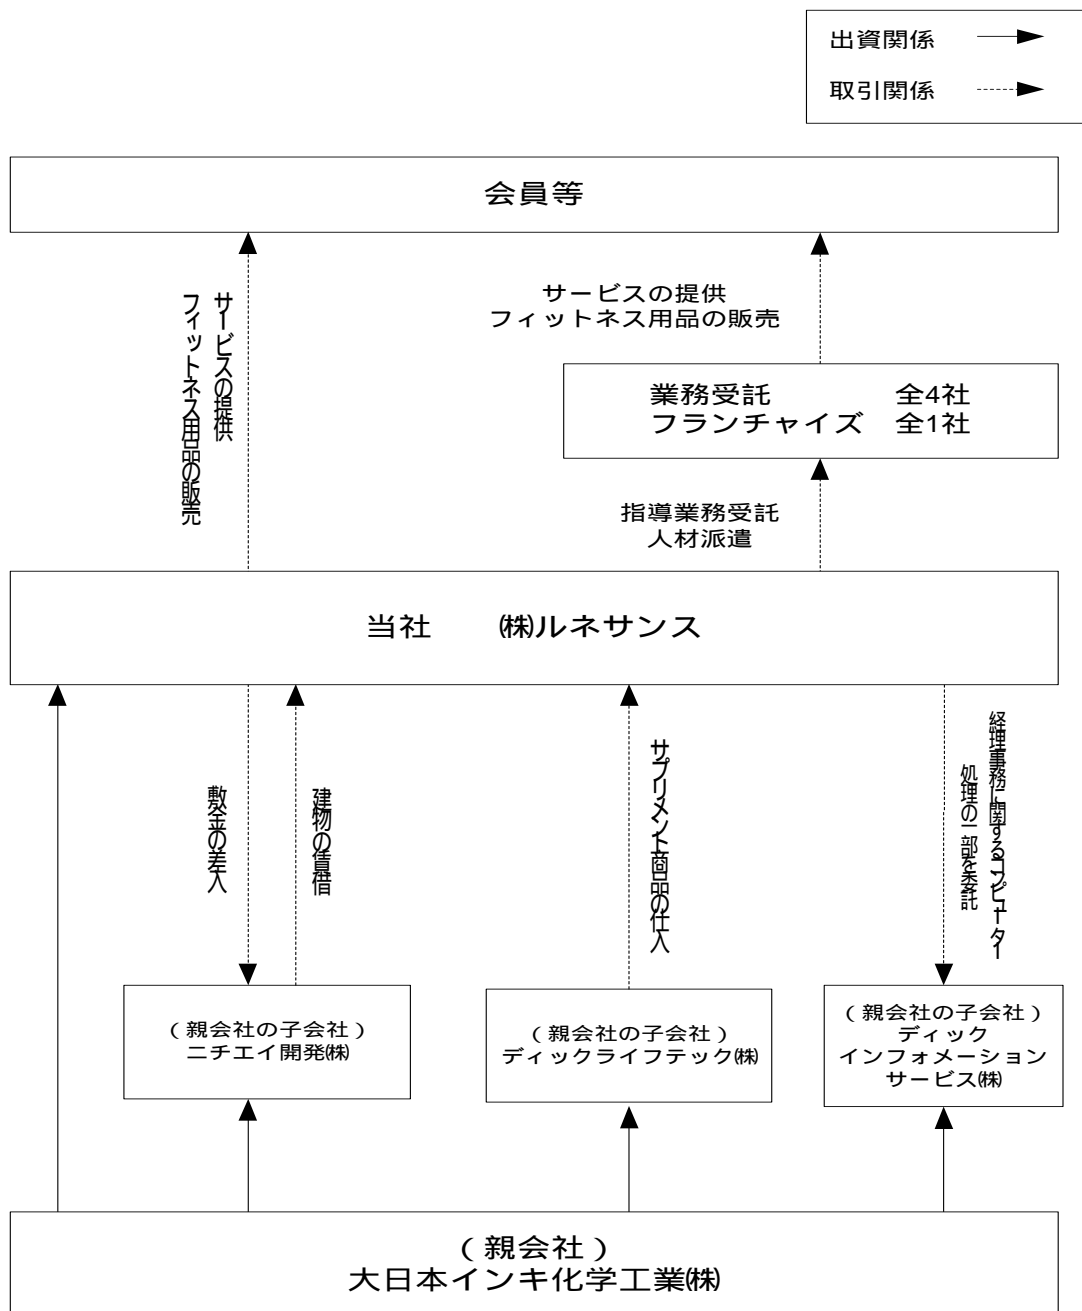 出資関係
取引関係
会員等
サービスの提供
フィットネス用品の販売
サービスの提供
フィットネス用品の販売
業務受託 全4社
フランチャイズ 全1社
指導業務受託
人材派遣
当社 ㈱ルネサンス
敷金の差入
建物の賃借
サプリメント商品の仕入
経理事務に関するコンピューター
処理の一部を委託
(親会社の子会社)
ニチエイ開発㈱
(親会社の子会社)
ディックライフテック㈱
(親会社の子会社)
ディック
インフォメーション
サービス㈱
(親会社)
大日本インキ化学工業㈱